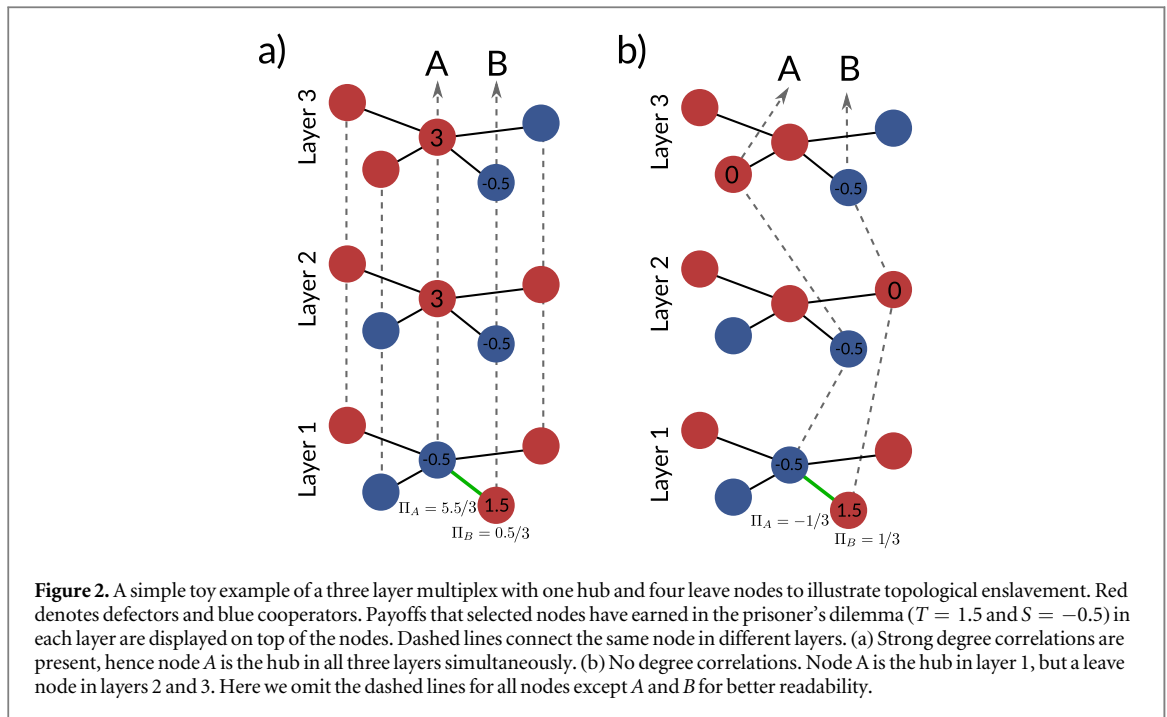 a)
A B
Layer 3
3
-0.5
Layer 2
3
-0.5
Layer 1
-0.5
1.5
Π_A = 5.5/3
Π_B = 0.5/3
b)
A B
Layer 3
0
-0.5
Layer 2
0
-0.5
Layer 1
-0.5
1.5
Π_A = −1/3
Π_B = 1/3
Figure 2. A simple toy example of a three layer multiplex with one hub and four leave nodes to illustrate topological enslavement. Red
denotes defectors and blue cooperators. Payoffs that selected nodes have earned in the prisoner's dilemma (T = 1.5 and S = −0.5) in
each layer are displayed on top of the nodes. Dashed lines connect the same node in different layers. (a) Strong degree correlations are
present, hence node A is the hub in all three layers simultaneously. (b) No degree correlations. Node A is the hub in layer 1, but a leave
node in layers 2 and 3. Here we omit the dashed lines for all nodes except A and B for better readability.